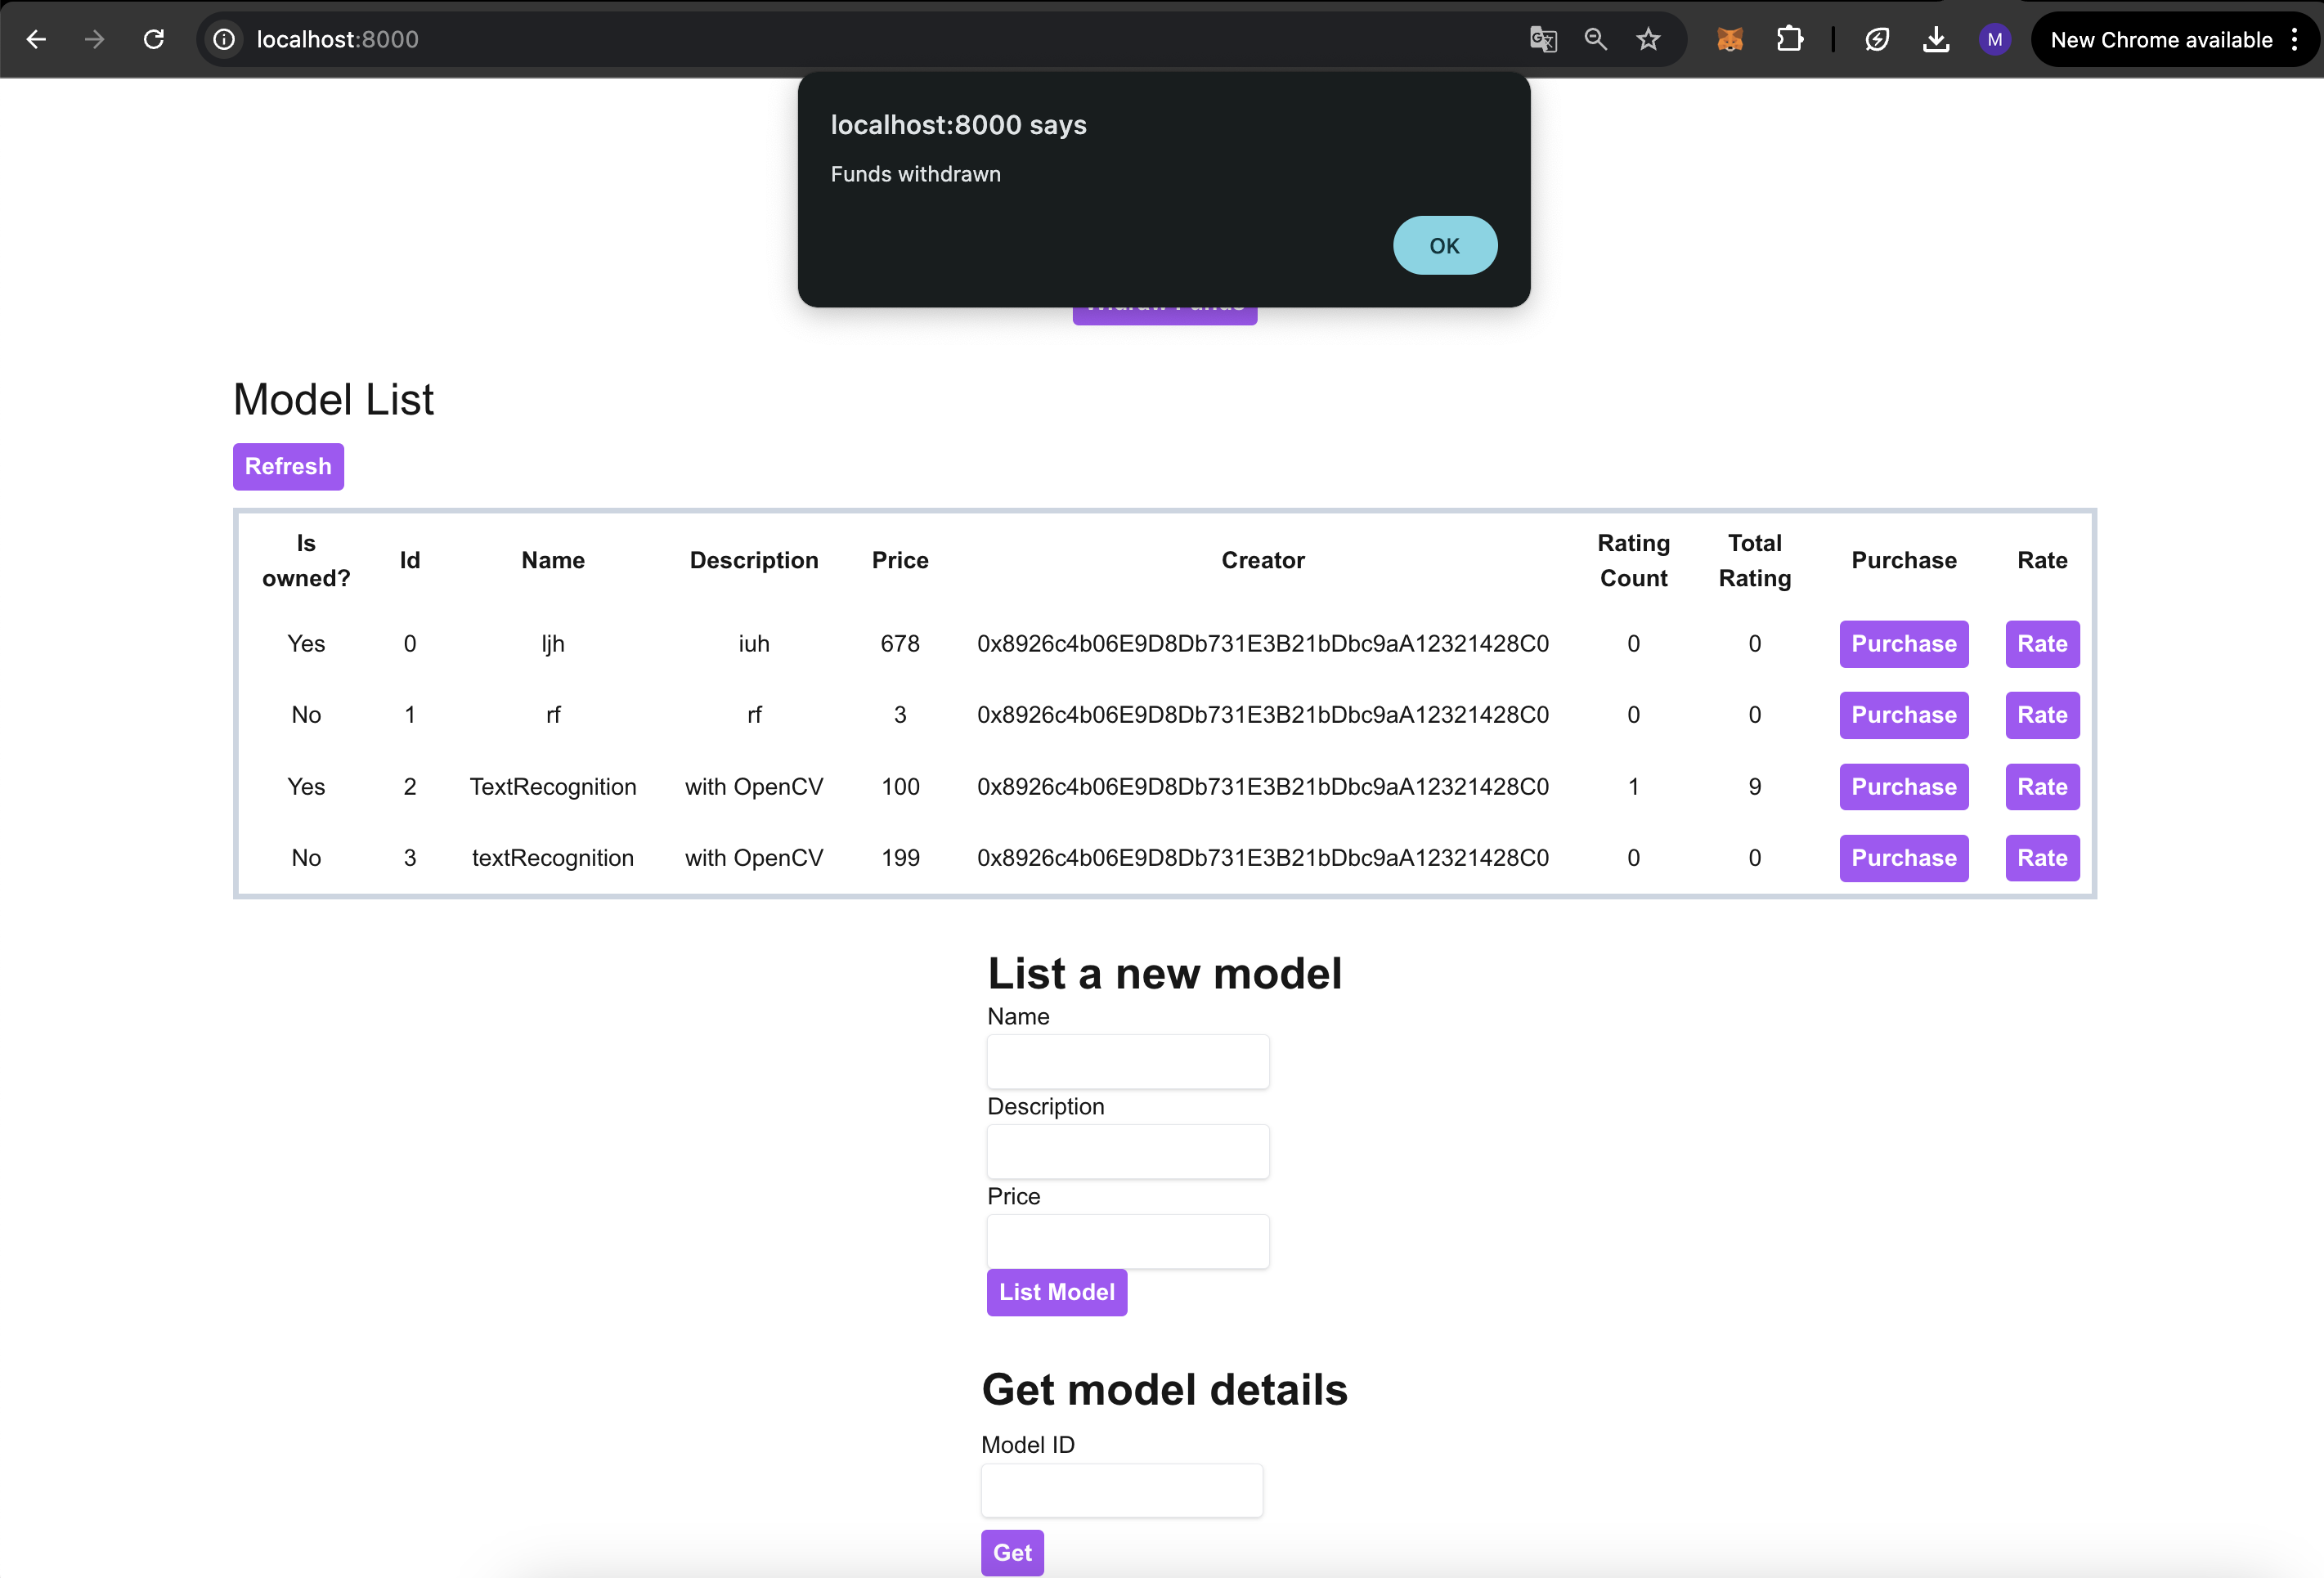 localhost:8000
M
New Chrome available
localhost:8000 says
Funds withdrawn
OK
Widraw Funds
Model List
Refresh
Is owned? Id Name Description Price Creator Rating Count Total Rating Purchase Rate
Yes 0 ljh iuh 678 0x8926c4b06E9D8Db731E3B21bDbc9aA12321428C0 0 0 Purchase Rate
No 1 rf rf 3 0x8926c4b06E9D8Db731E3B21bDbc9aA12321428C0 0 0 Purchase Rate
Yes 2 TextRecognition with OpenCV 100 0x8926c4b06E9D8Db731E3B21bDbc9aA12321428C0 1 9 Purchase Rate
No 3 textRecognition with OpenCV 199 0x8926c4b06E9D8Db731E3B21bDbc9aA12321428C0 0 0 Purchase Rate
List a new model
Name
Description
Price
List Model
Get model details
Model ID
Get